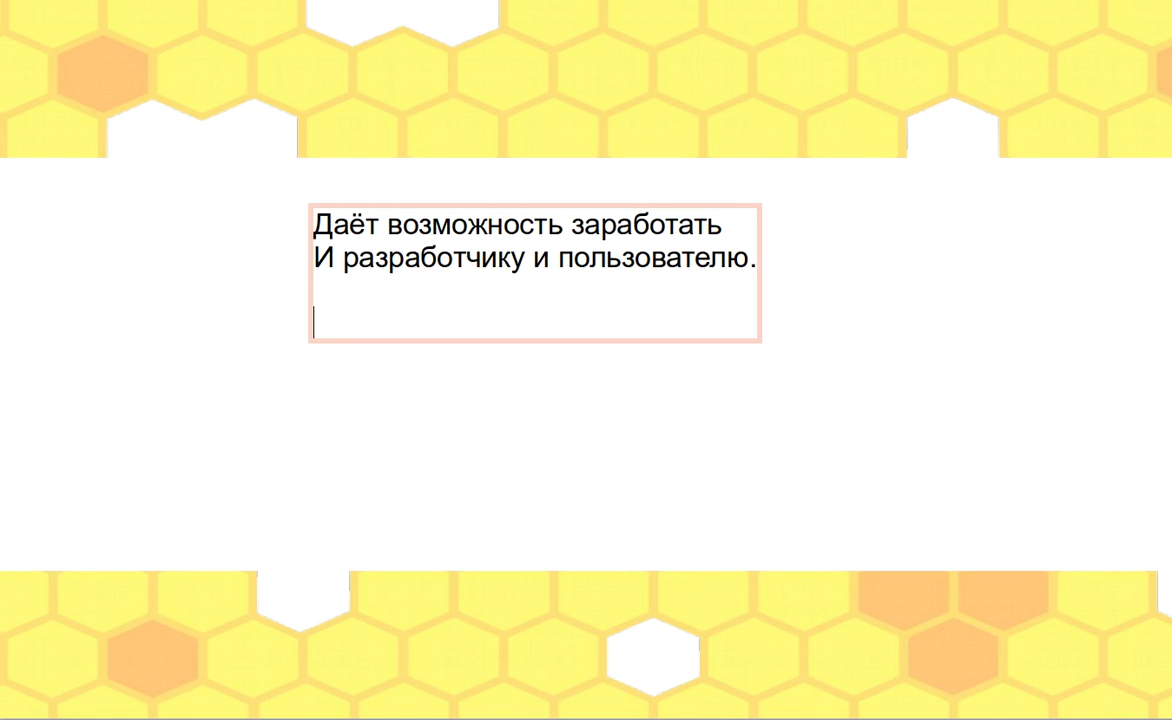 Даёт возможность заработать
И разработчику и пользователю.